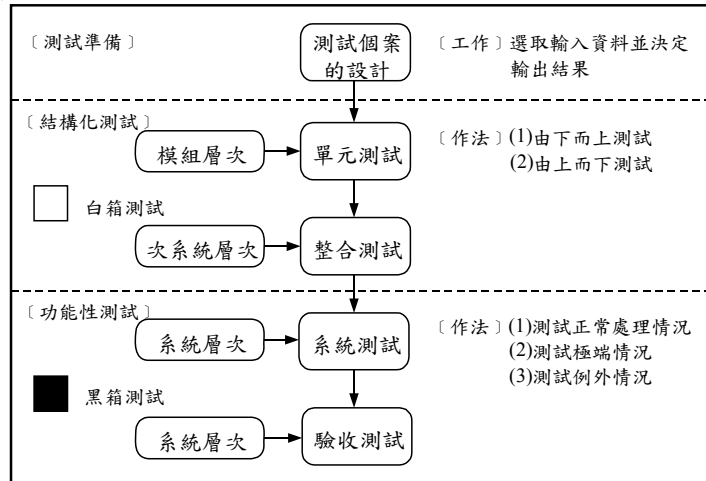 〔測試準備〕
測試個案
的設計
〔工作〕選取輸入資料並決定
輸出結果
〔結構化測試〕
模組層次
單元測試
〔作法〕(1)由下而上測試
(2)由上而下測試
白箱測試
次系統層次
整合測試
〔功能性測試〕
系統層次
系統測試
〔作法〕(1)測試正常處理情況
(2)測試極端情況
(3)測試例外情況
黑箱測試
系統層次
驗收測試